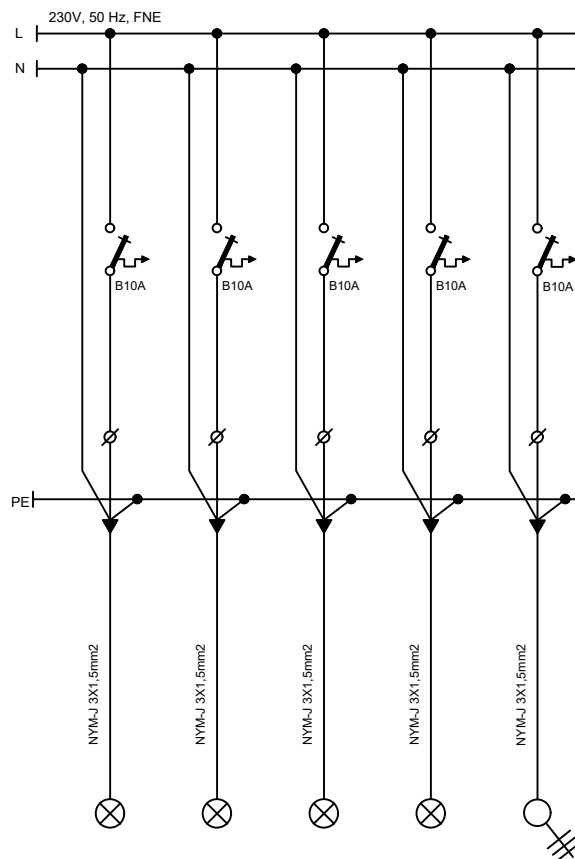 230V, 50 Hz, FNE
L
N
B10A
B10A
B10A
B10A
B10A
PE
NYM-J 3X1,5mm2
NYM-J 3X1,5mm2
NYM-J 3X1,5mm2
NYM-J 3X1,5mm2
NYM-J 3X1,5mm2